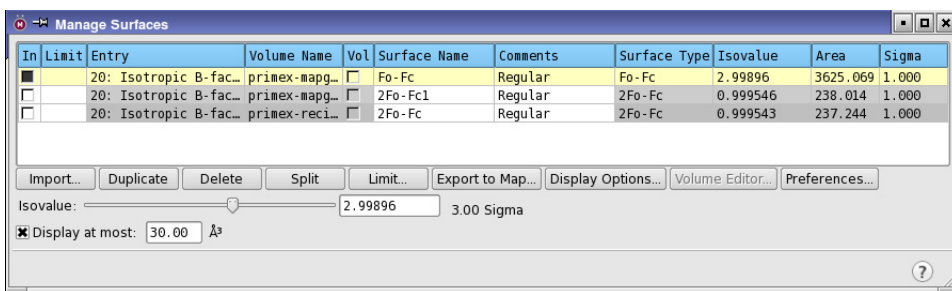 Manage Surfaces
In Limit Entry Volume Name Vol Surface Name Comments Surface Type Isovalue Area Sigma
20: Isotropic B-fac… primex-mapg… Fo-Fc Regular Fo-Fc 2.99896 3625.069 1.000
20: Isotropic B-fac… primex-mapg… 2Fo-Fc1 Regular 2Fo-Fc 0.999546 238.014 1.000
20: Isotropic B-fac… primex-reci… 2Fo-Fc Regular 2Fo-Fc 0.999543 237.244 1.000
Import... Duplicate Delete Split Limit... Export to Map... Display Options... Volume Editor... Preferences...
Isovalue: 2.99896 3.00 Sigma
Display at most: 30.00 Å³
?